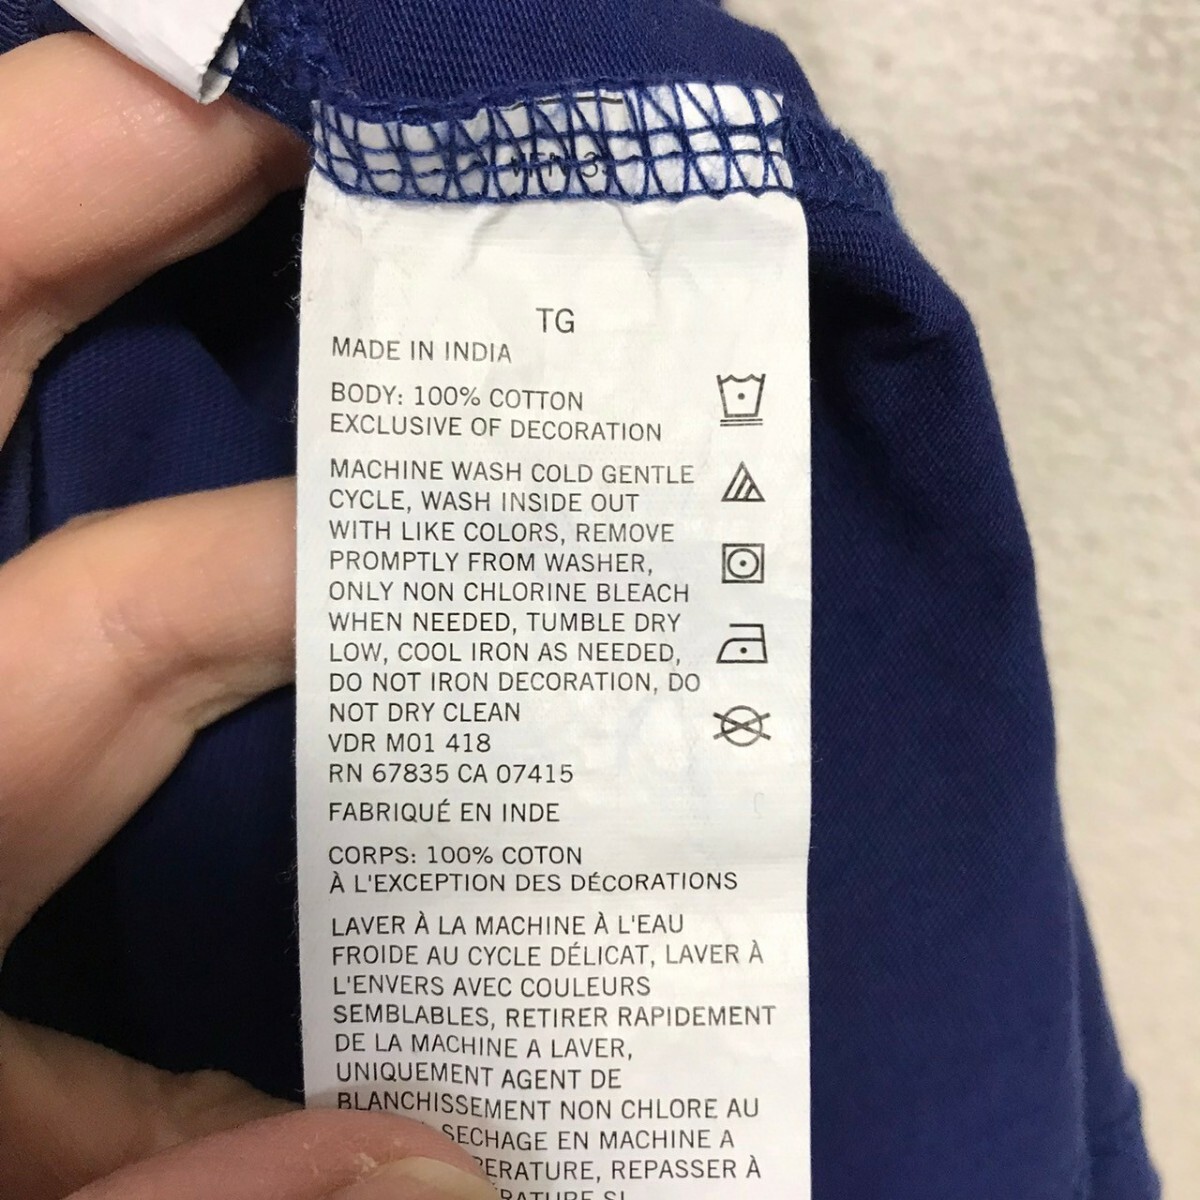 TG
MADE IN INDIA
BODY: 100% COTTON
EXCLUSIVE OF DECORATION
MACHINE WASH COLD GENTLE
CYCLE, WASH INSIDE OUT
WITH LIKE COLORS, REMOVE
PROMPTLY FROM WASHER,
ONLY NON CHLORINE BLEACH
WHEN NEEDED, TUMBLE DRY
LOW, COOL IRON AS NEEDED,
DO NOT IRON DECORATION, DO
NOT DRY CLEAN
VDR M01 418
RN 67835 CA 07415
FABRIQUÉ EN INDE
CORPS: 100% COTON
À L'EXCEPTION DES DÉCORATIONS
LAVER À LA MACHINE À L'EAU
FROIDE AU CYCLE DÉLICAT, LAVER À
L'ENVERS AVEC COULEURS
SEMBLABLES, RETIRER RAPIDEMENT
DE LA MACHINE A LAVER,
UNIQUEMENT AGENT DE
BLANCHISSEMENT NON CHLORE AU
SECHAGE EN MACHINE A
REPASSER À